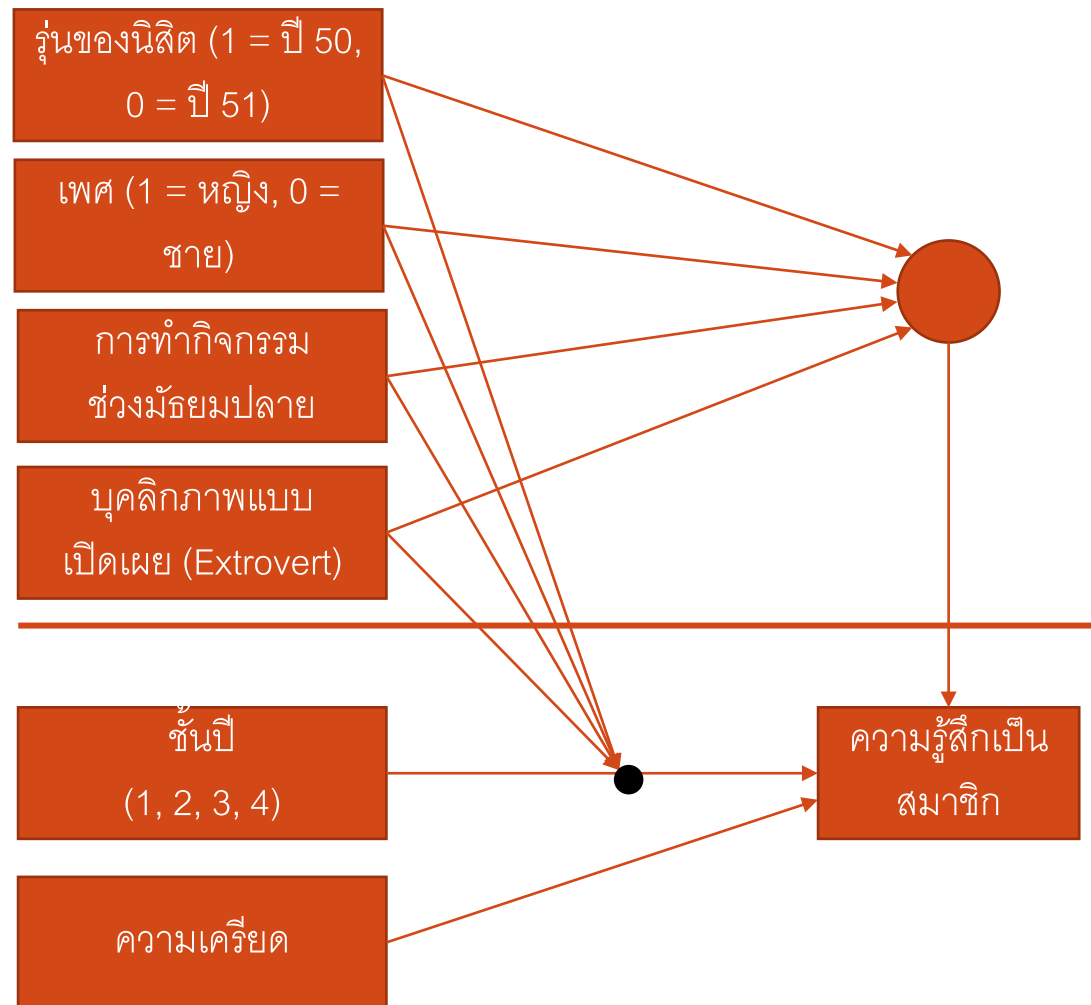 รุ่นของนิสิต (1 = ปี 50,
0 = ปี 51)
เพศ (1 = หญิง, 0 =
ชาย)
การทำกิจกรรม
ช่วงมัธยมปลาย
บุคลิกภาพแบบ
เปิดเผย (Extrovert)
ชั้นปี
(1, 2, 3, 4)
ความรู้สึกเป็น
สมาชิก
ความเครียด